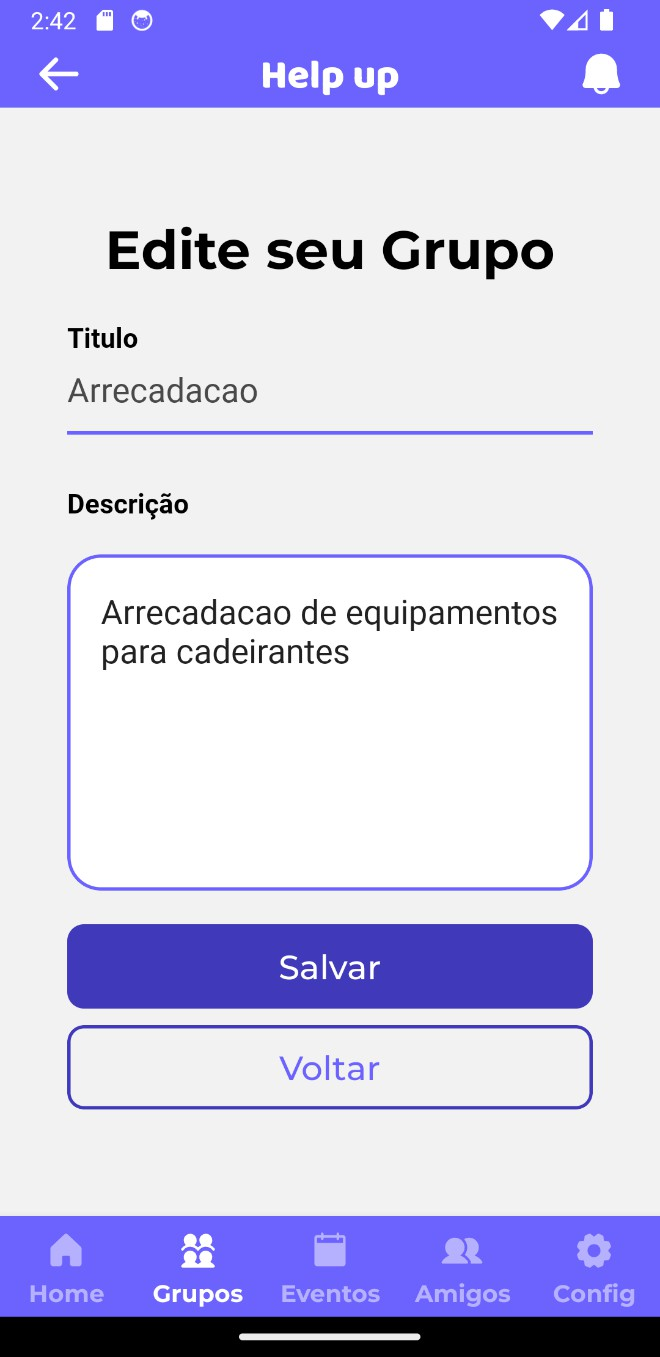 2:42
Help up
Edite seu Grupo
Titulo
Arrecadacao
Descrição
Arrecadacao de equipamentos
para cadeirantes
Salvar
Voltar
Home Grupos Eventos Amigos Config